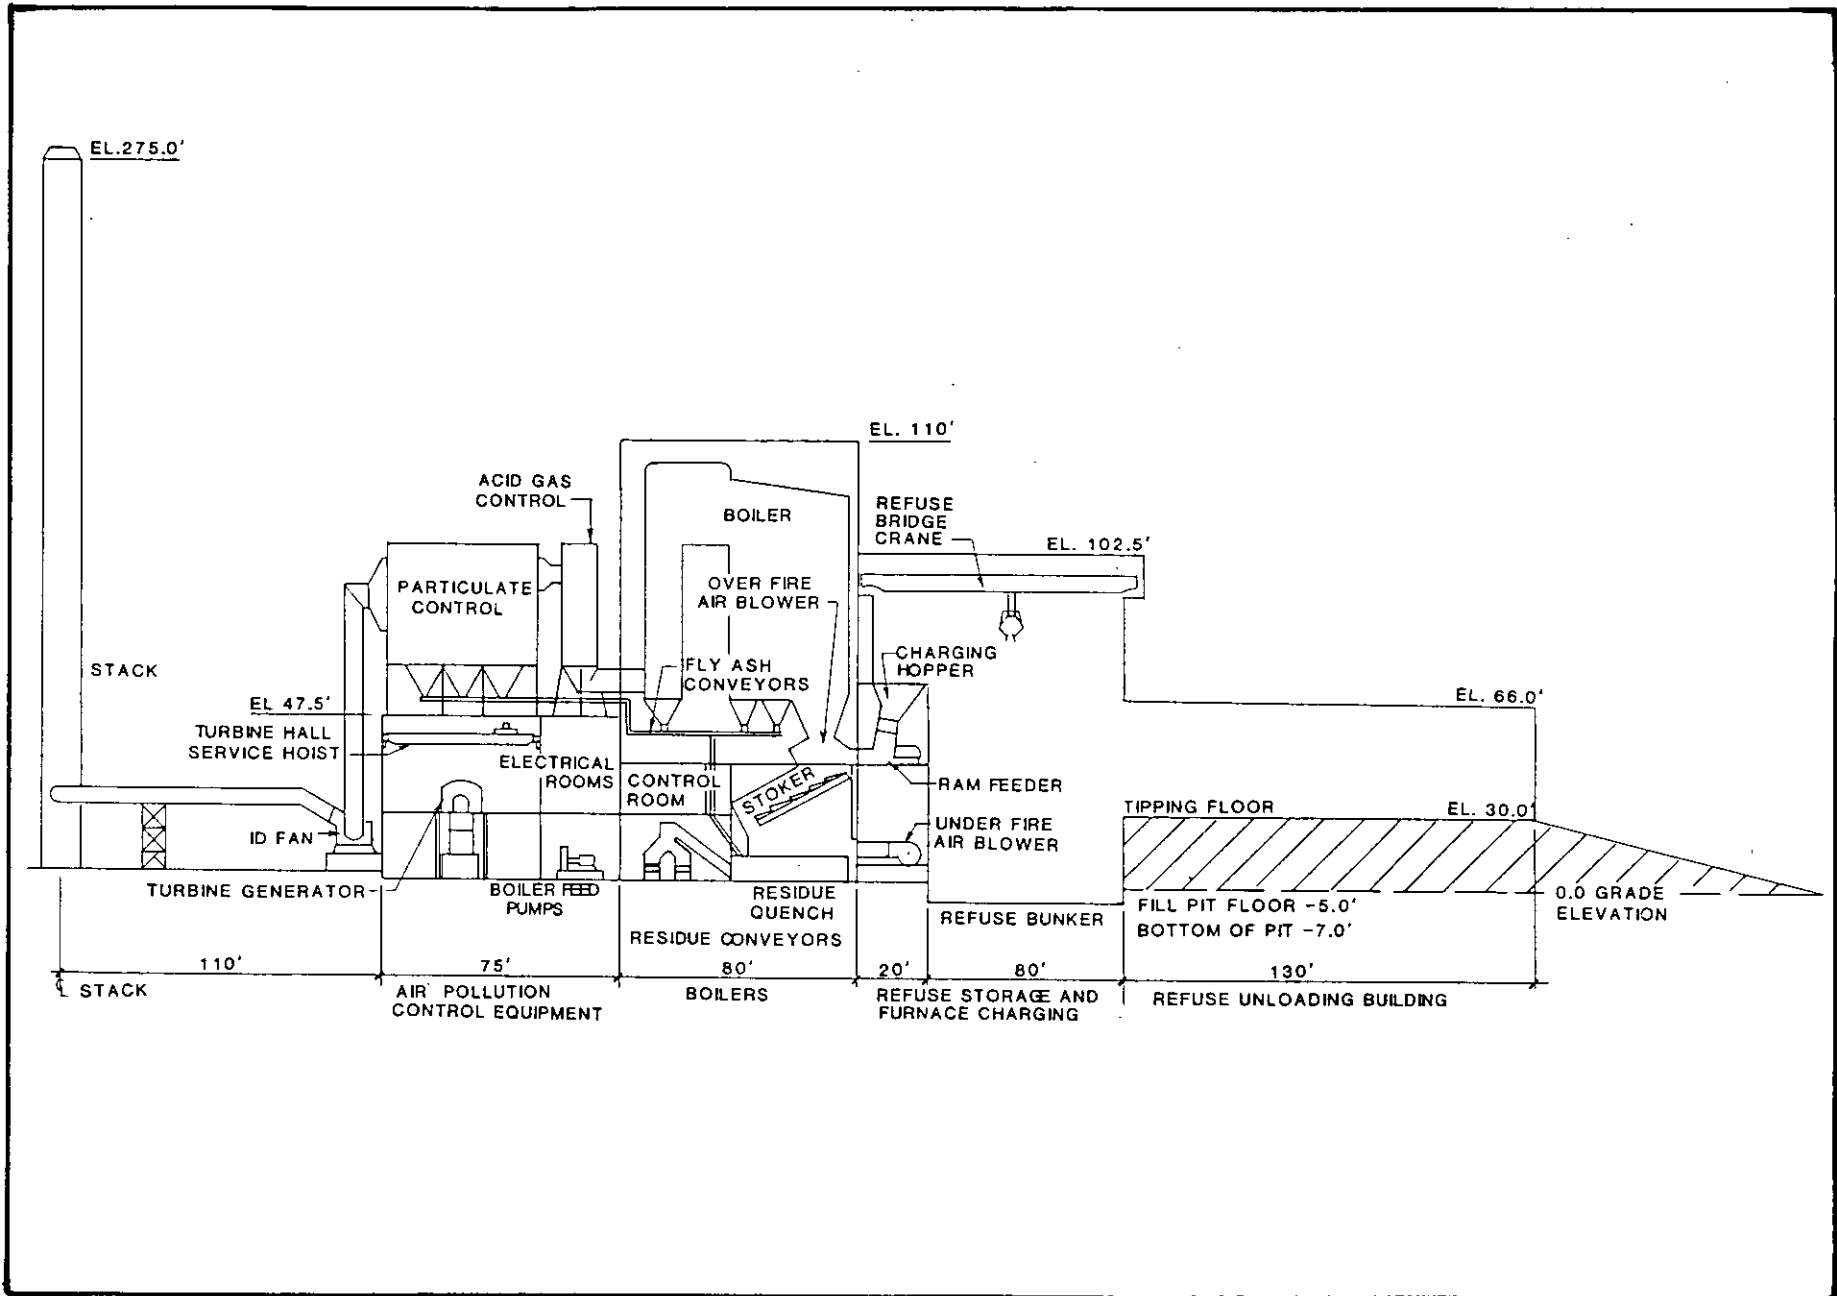 EL.275.0'
EL. 110'
ACID GAS
CONTROL
BOILER
REFUSE
BRIDGE
CRANE
EL. 102.5'
PARTICULATE
CONTROL
OVER FIRE
AIR BLOWER
STACK
FLY ASH
CONVEYORS
CHARGING
HOPPER
EL 47.5'
EL. 66.0'
TURBINE HALL
SERVICE HOIST
ELECTRICAL
ROOMS
CONTROL
ROOM
STOKER
RAM FEEDER
TIPPING FLOOR
EL. 30.0'
ID FAN
UNDER FIRE
AIR BLOWER
TURBINE GENERATOR
BOILER FEED
PUMPS
RESIDUE
QUENCH
RESIDUE CONVEYORS
REFUSE BUNKER
FILL PIT FLOOR -5.0'
BOTTOM OF PIT -7.0'
0.0 GRADE
ELEVATION
110'
75'
80'
20'
80'
130'
℄ STACK
AIR POLLUTION
CONTROL EQUIPMENT
BOILERS
REFUSE STORAGE AND
FURNACE CHARGING
REFUSE UNLOADING BUILDING